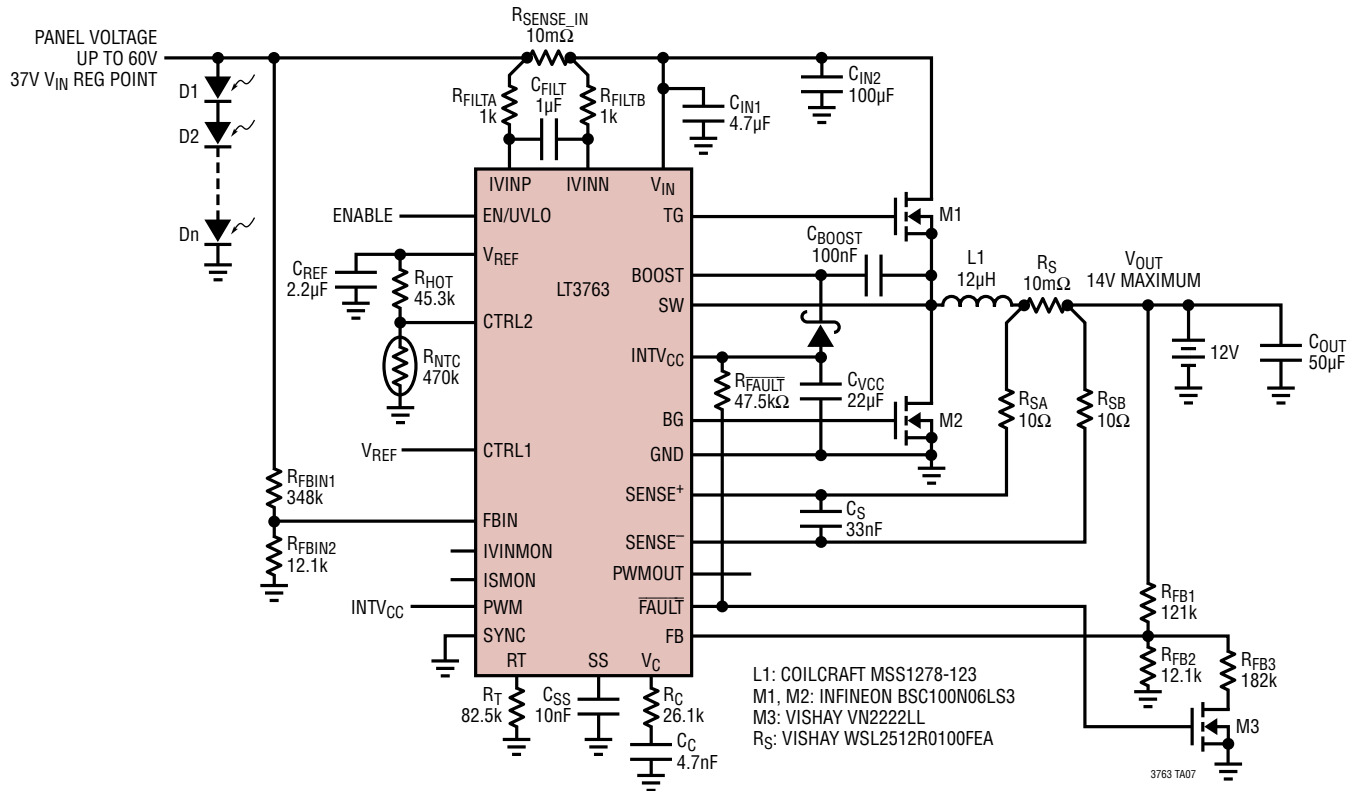 PANEL VOLTAGE
UP TO 60V
37V VIN REG POINT
D1
D2
Dn
RSENSE_IN
10mΩ
RFILTA
1k
CFILT
1µF
RFILTB
1k
CIN1
4.7µF
CIN2
100µF
IVINP
IVINN
VIN
ENABLE
EN/UVLO
TG
M1
CREF
2.2µF
VREF
RHOT
45.3k
CTRL2
RNTC
470k
LT3763
BOOST
CBOOST
100nF
SW
L1
12µH
RS
10mΩ
VOUT
14V MAXIMUM
12V
COUT
50µF
INTVCC
RFAULT
47.5kΩ
CVCC
22µF
BG
M2
GND
RSA
10Ω
RSB
10Ω
VREF
CTRL1
RFBIN1
348k
FBIN
RFBIN2
12.1k
SENSE+
CS
33nF
SENSE–
IVINMON
ISMON
PWMOUT
INTVCC
PWM
FAULT
SYNC
FB
RFB1
121k
RFB2
12.1k
RFB3
182k
M3
RT
SS
VC
RT
82.5k
CSS
10nF
RC
26.1k
CC
4.7nF
L1: COILCRAFT MSS1278-123
M1, M2: INFINEON BSC100N06LS3
M3: VISHAY VN2222LL
RS: VISHAY WSL2512R0100FEA
3763 TA07